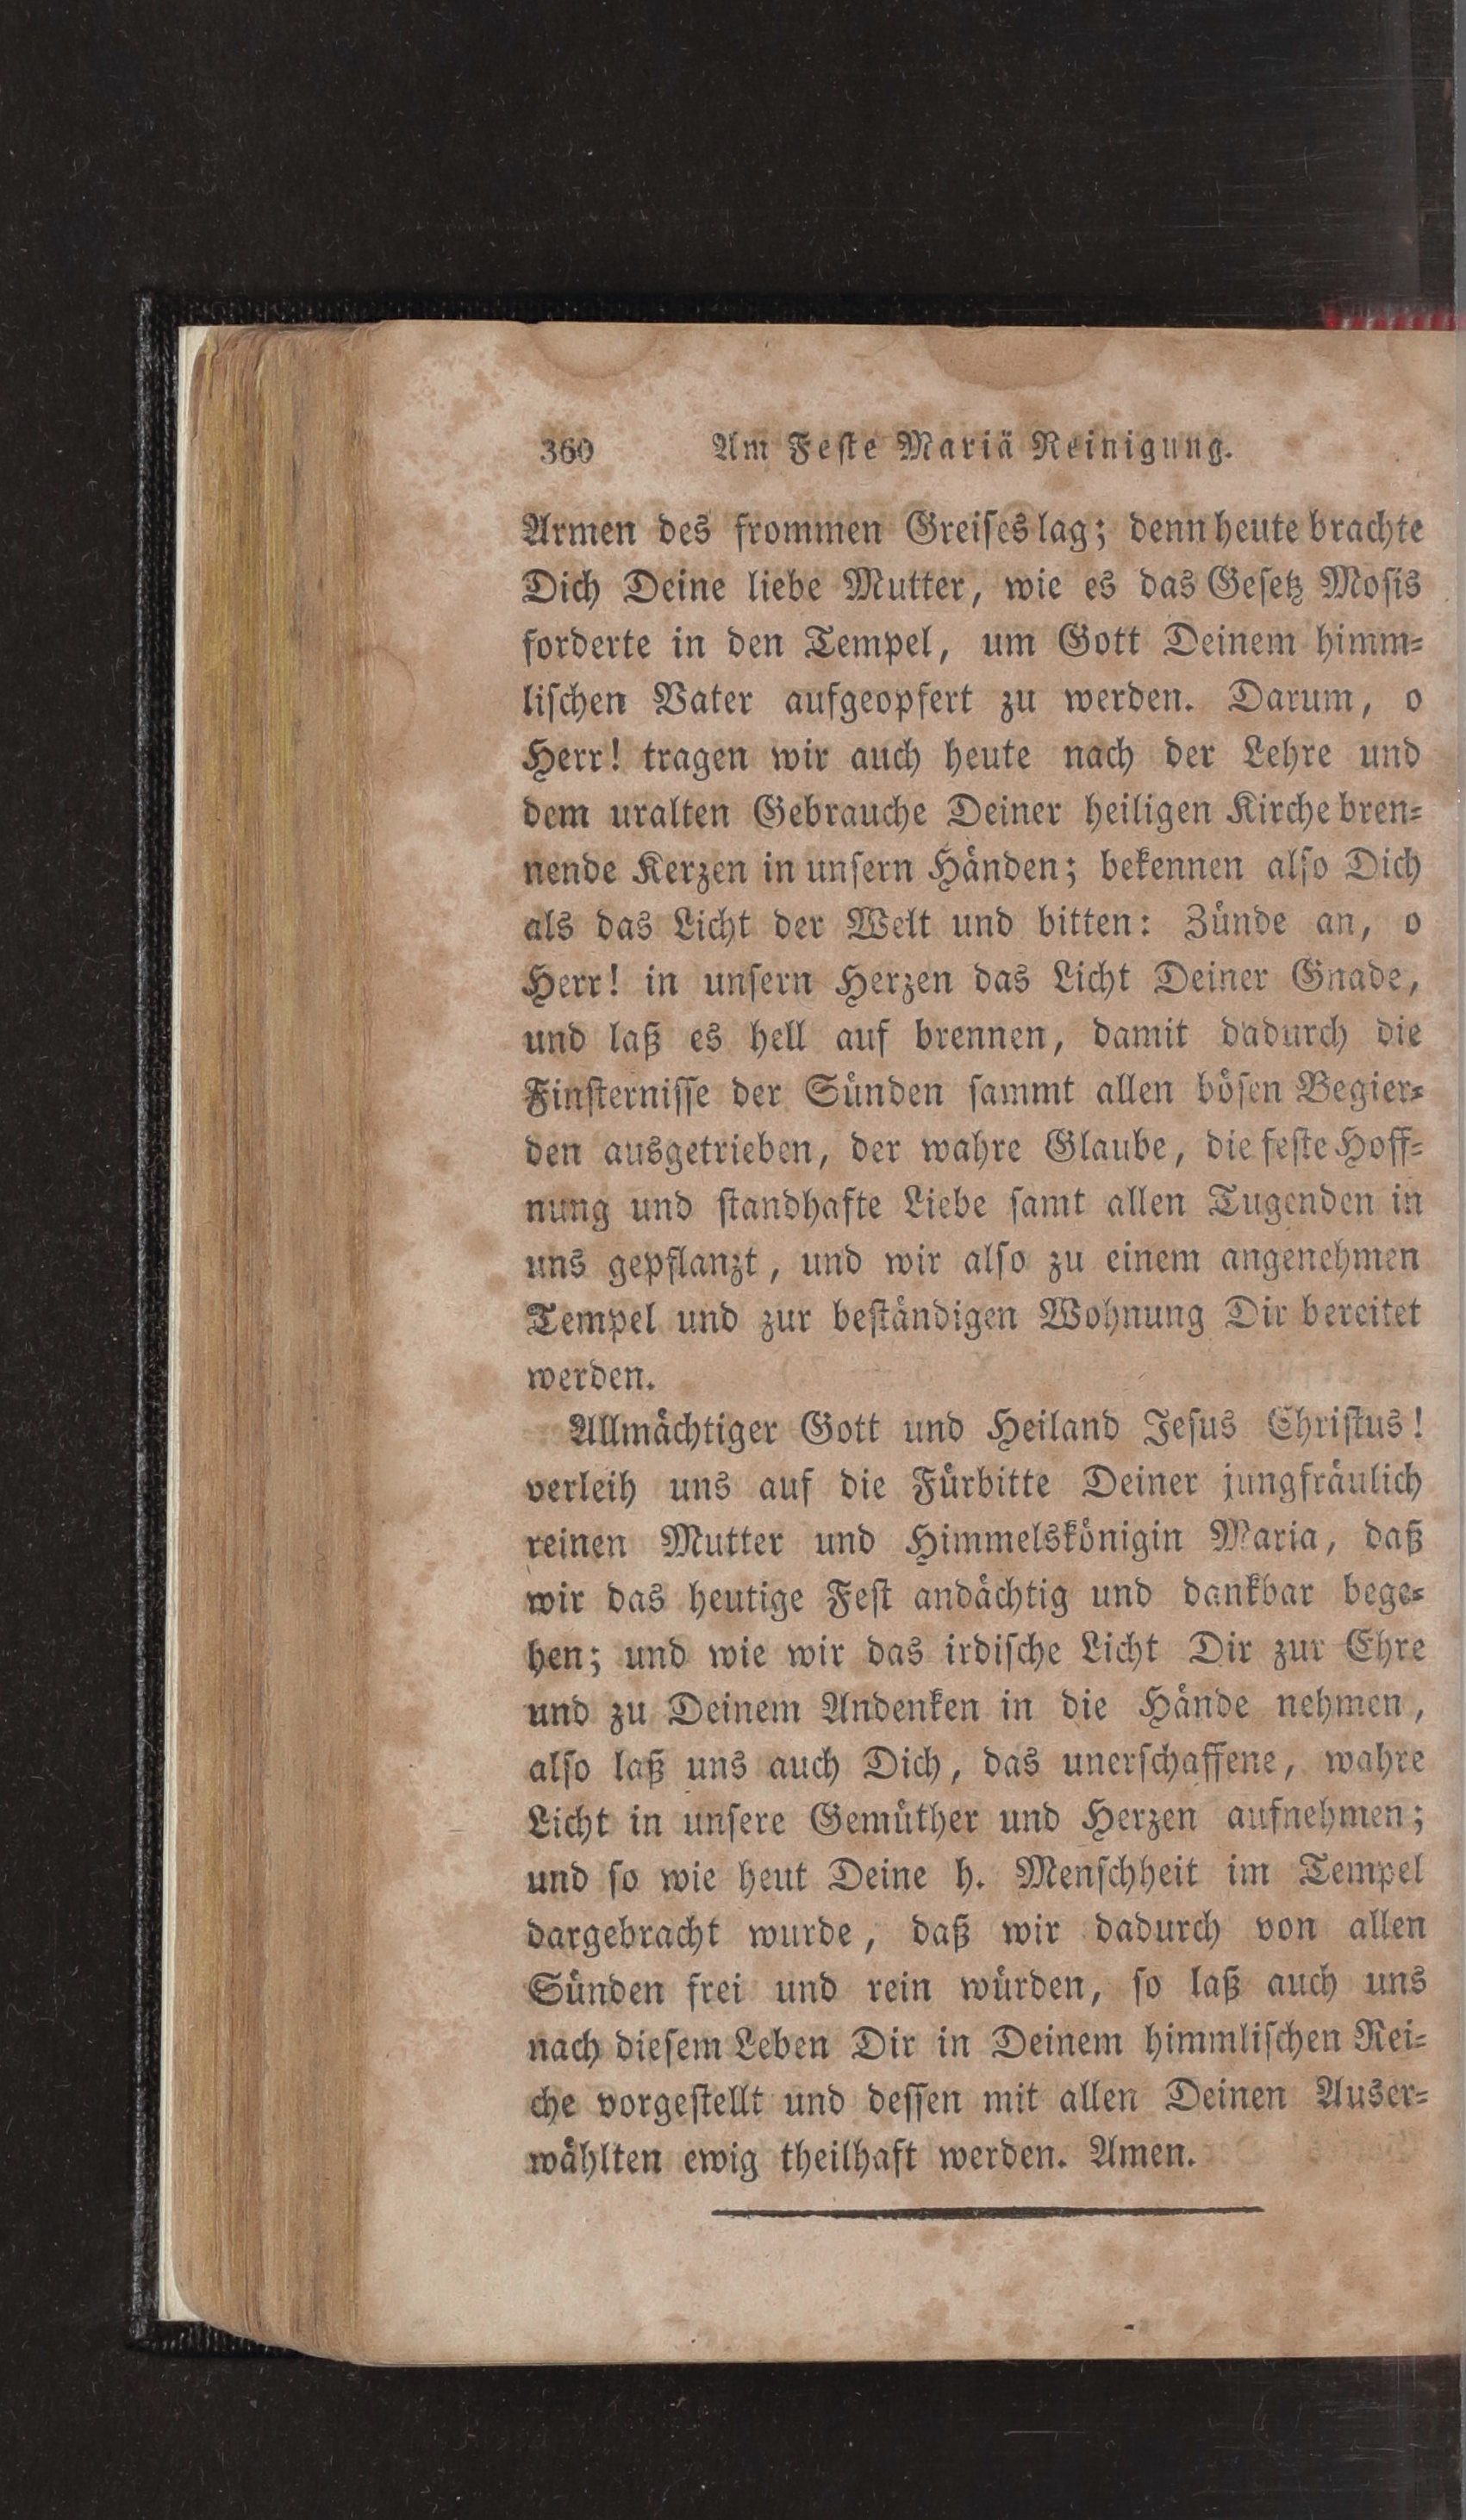 360 Am Feste Mariä Reinigung.
Armen des frommen Greises lag; denn heute brachte
Dich Deine liebe Mutter, wie es das Gesetz Mosis
forderte in den Tempel, um Gott Deinem himm-
lischen Vater aufgeopfert zu werden. Darum, o
Herr! tragen wir auch heute nach der Lehre und
dem uralten Gebrauche Deiner heiligen Kirche bren-
nende Kerzen in unsern Händen; bekennen also Dich
als das Licht der Welt und bitten: Zünde an, o
Herr! in unsern Herzen das Licht Deiner Gnade,
und laß es hell auf brennen, damit dadurch die
Finsternisse der Sünden sammt allen bösen Begier-
den ausgetrieben, der wahre Glaube, die feste Hoff-
nung und standhafte Liebe samt allen Tugenden in
uns gepflanzt, und wir also zu einem angenehmen
Tempel und zur beständigen Wohnung Dir bereitet
werden.
Allmächtiger Gott und Heiland Jesus Christus!
verleih uns auf die Fürbitte Deiner jungfräulich
reinen Mutter und Himmelskönigin Maria, daß
wir das heutige Fest andächtig und dankbar bege-
hen; und wie wir das irdische Licht Dir zur Ehre
und zu Deinem Andenken in die Hände nehmen,
also laß uns auch Dich, das unerschaffene, wahre
Licht in unsere Gemüther und Herzen aufnehmen;
und so wie heut Deine h. Menschheit im Tempel
dargebracht wurde, daß wir dadurch von allen
Sünden frei und rein würden, so laß auch uns
nach diesem Leben Dir in Deinem himmlischen Rei-
che vorgestellt und dessen mit allen Deinen Auser-
wählten ewig theilhaft werden. Amen.